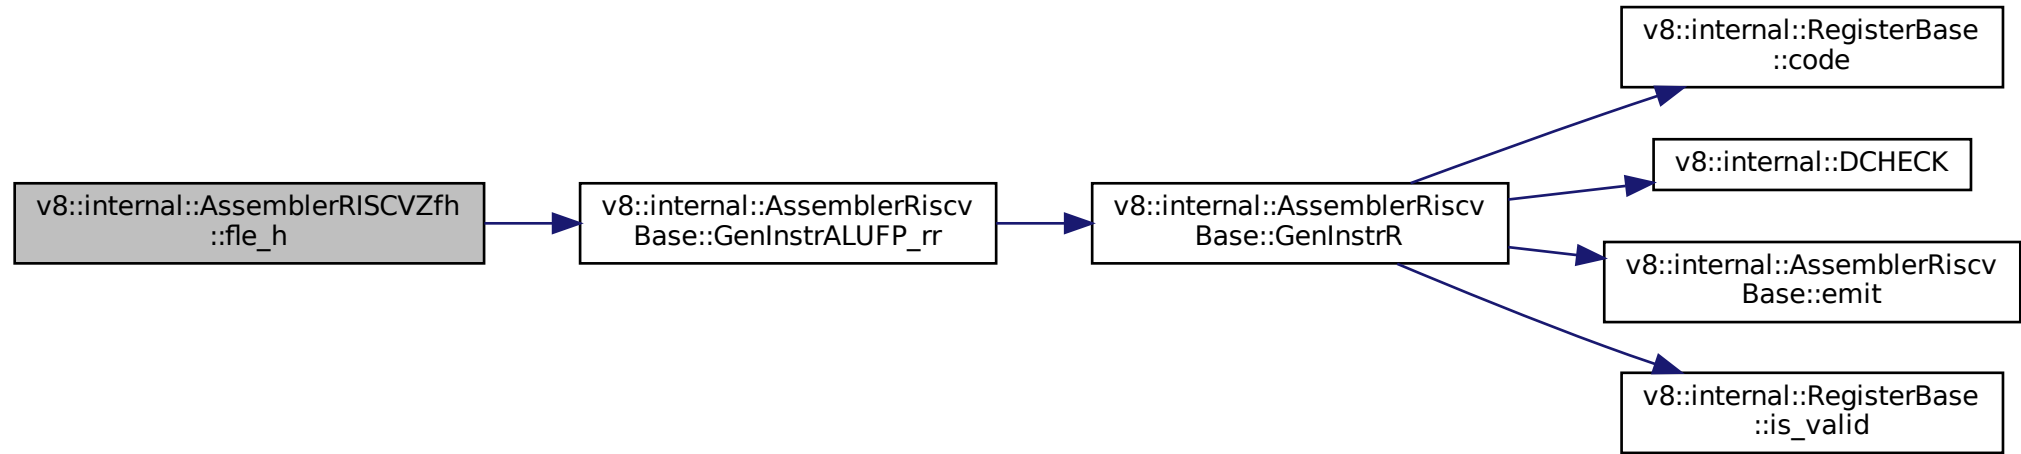 v8::internal::AssemblerRISCVZfh
::fle_h
v8::internal::AssemblerRiscv
Base::GenInstrALUFP_rr
v8::internal::AssemblerRiscv
Base::GenInstrR
v8::internal::RegisterBase
::code
v8::internal::DCHECK
v8::internal::AssemblerRiscv
Base::emit
v8::internal::RegisterBase
::is_valid